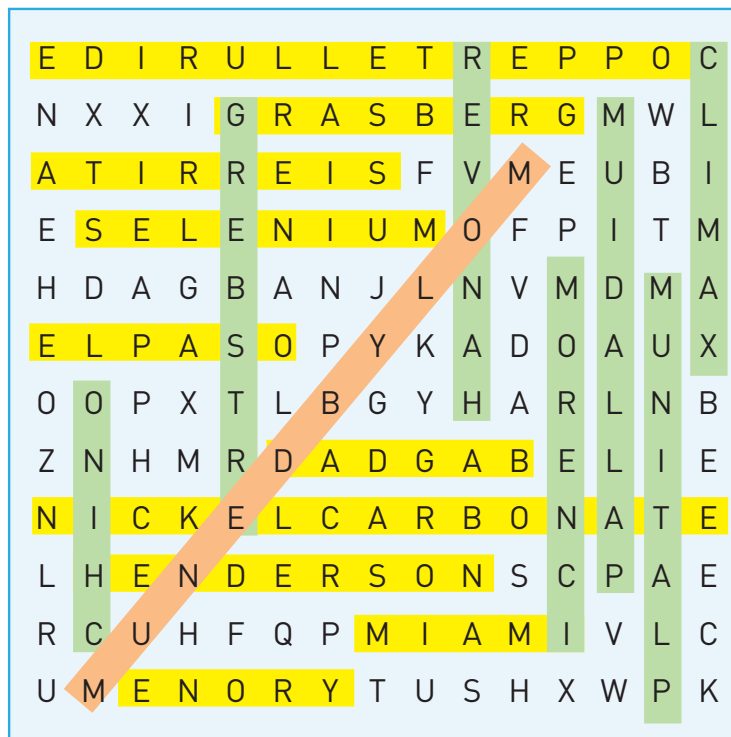 E D I R U L L E T R E P P O C
N X X I G R A S B E R G M W L
A T I R R E I S F V M E U B I
E S E L E N I U M O F P I T M
H D A G B A N J L N V M D M A
E L P A S O P Y K A D O A U X
O O P X T L B G Y H A R L N B
Z N H M R D A D G A B E L I E
N I C K E L C A R B O N A T E
L H E N D E R S O N S C P A E
R C U H F Q P M I A M I V L C
U M E N O R Y T U S H X W P K